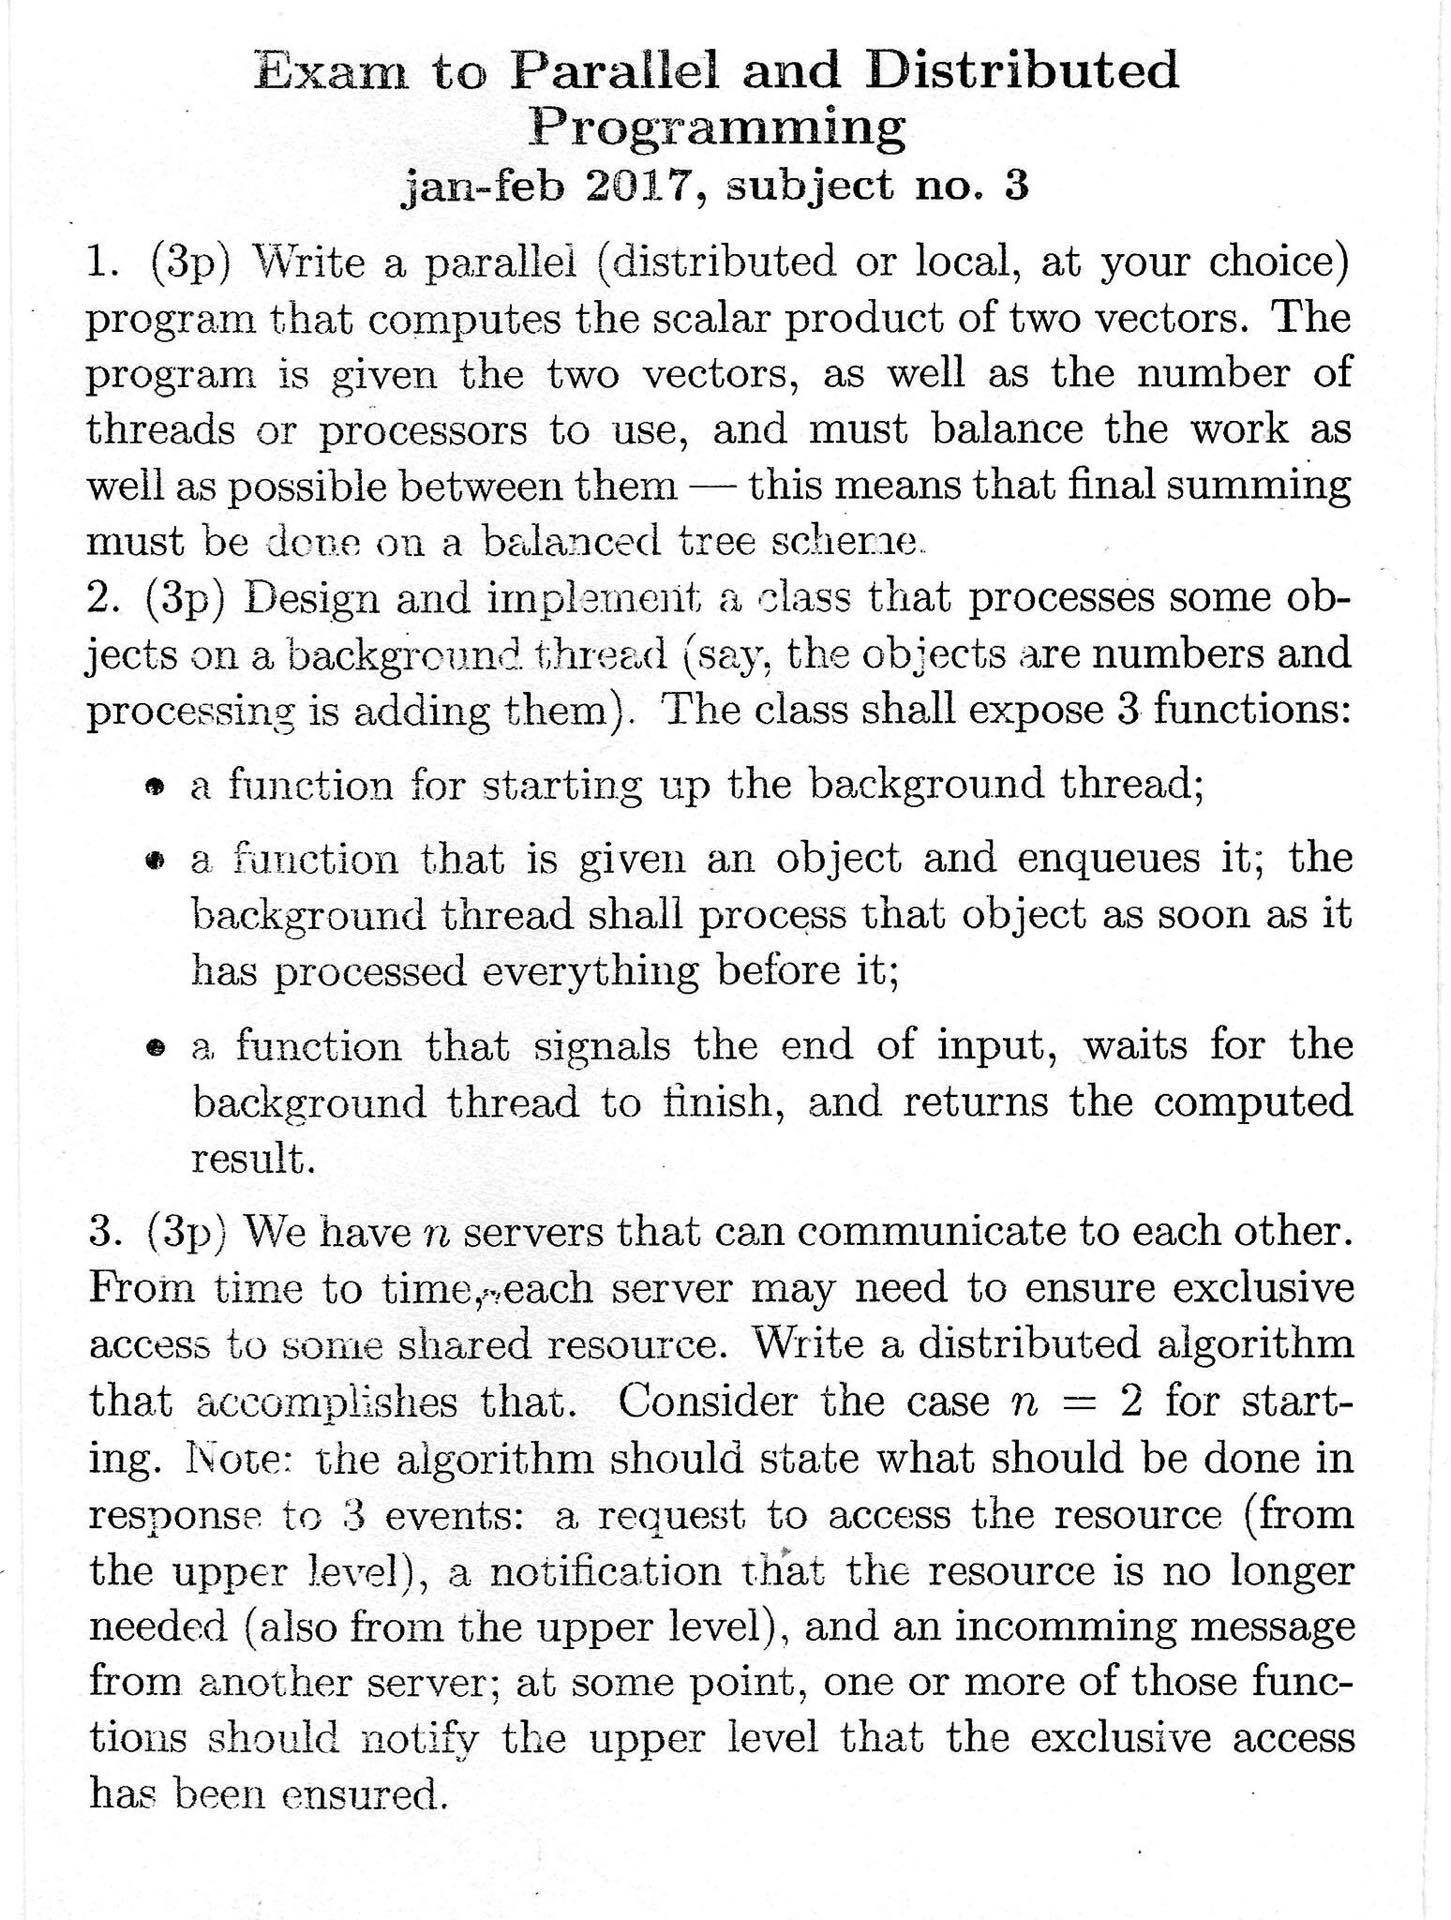 Exam to Parallel and Distributed
Programming
jan-feb 2017, subject no. 3
1. (3p) Write a parallel (distributed or local, at your choice)
program that computes the scalar product of two vectors. The
program is given the two vectors, as well as the number of
threads or processors to use, and must balance the work as
well as possible between them — this means that final summing
must be done on a balanced tree scheme.
2. (3p) Design and implement a class that processes some ob-
jects on a background thread (say, the objects are numbers and
processing is adding them). The class shall expose 3 functions:
• a function for starting up the background thread;
• a function that is given an object and enqueues it; the
background thread shall process that object as soon as it
has processed everything before it;
• a function that signals the end of input, waits for the
background thread to finish, and returns the computed
result.
3. (3p) We have n servers that can communicate to each other.
From time to time, each server may need to ensure exclusive
access to some shared resource. Write a distributed algorithm
that accomplishes that. Consider the case n = 2 for start-
ing. Note: the algorithm should state what should be done in
response to 3 events: a request to access the resource (from
the upper level), a notification that the resource is no longer
needed (also from the upper level), and an incomming message
from another server; at some point, one or more of those func-
tions should notify the upper level that the exclusive access
has been ensured.